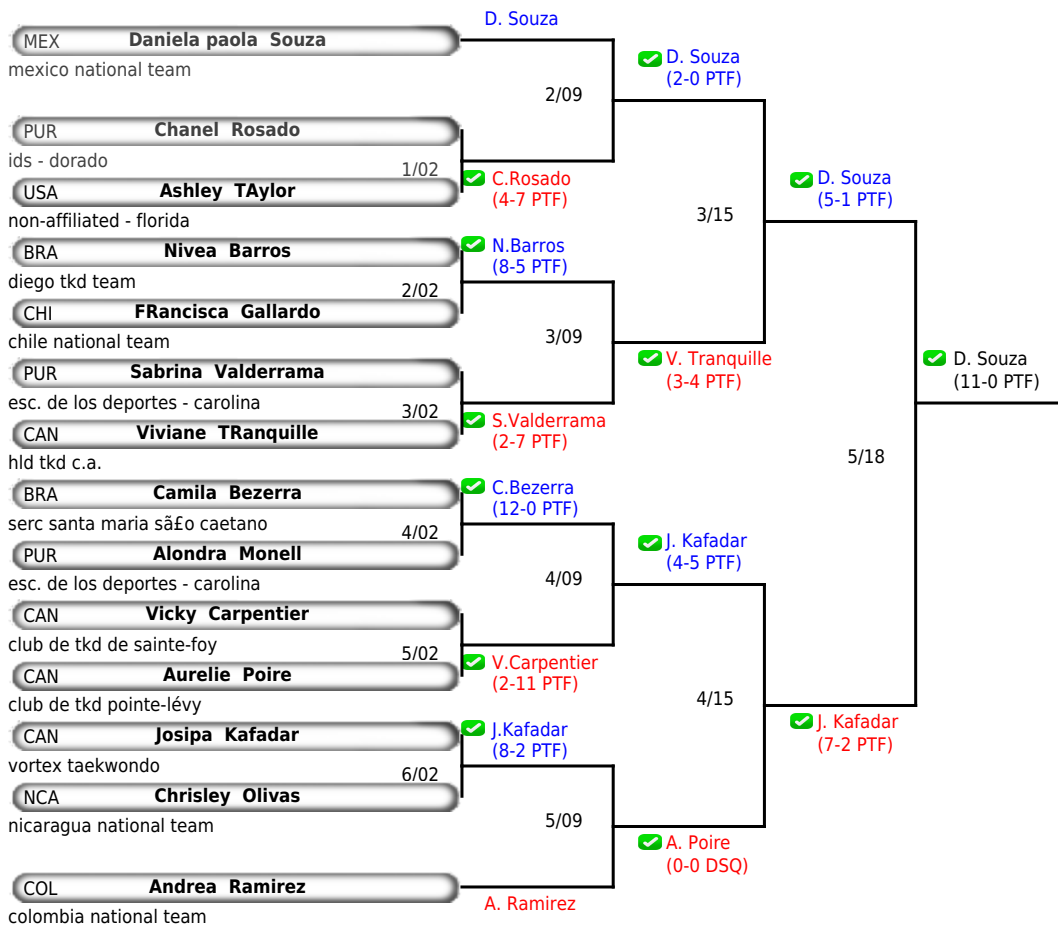 D. Souza
MEX Daniela paola Souza
mexico national team
2/09
D. Souza
(2-0 PTF)
PUR Chanel Rosado
ids - dorado
1/02
USA Ashley TAylor
non-affiliated - florida
C.Rosado
(4-7 PTF)
3/15
D. Souza
(5-1 PTF)
BRA Nivea Barros
diego tkd team
2/02
N.Barros
(8-5 PTF)
CHI FRancisca Gallardo
chile national team
3/09
V. Tranquille
(3-4 PTF)
PUR Sabrina Valderrama
esc. de los deportes - carolina
3/02
CAN Viviane TRanquille
hld tkd c.a.
S.Valderrama
(2-7 PTF)
5/18
D. Souza
(11-0 PTF)
BRA Camila Bezerra
serc santa maria sã£o caetano
4/02
C.Bezerra
(12-0 PTF)
PUR Alondra Monell
esc. de los deportes - carolina
4/09
J. Kafadar
(4-5 PTF)
CAN Vicky Carpentier
club de tkd de sainte-foy
5/02
CAN Aurelie Poire
club de tkd pointe-lévy
V.Carpentier
(2-11 PTF)
4/15
J. Kafadar
(7-2 PTF)
CAN Josipa Kafadar
vortex taekwondo
6/02
J.Kafadar
(8-2 PTF)
NCA Chrisley Olivas
nicaragua national team
5/09
A. Poire
(0-0 DSQ)
COL Andrea Ramirez
colombia national team
A. Ramirez